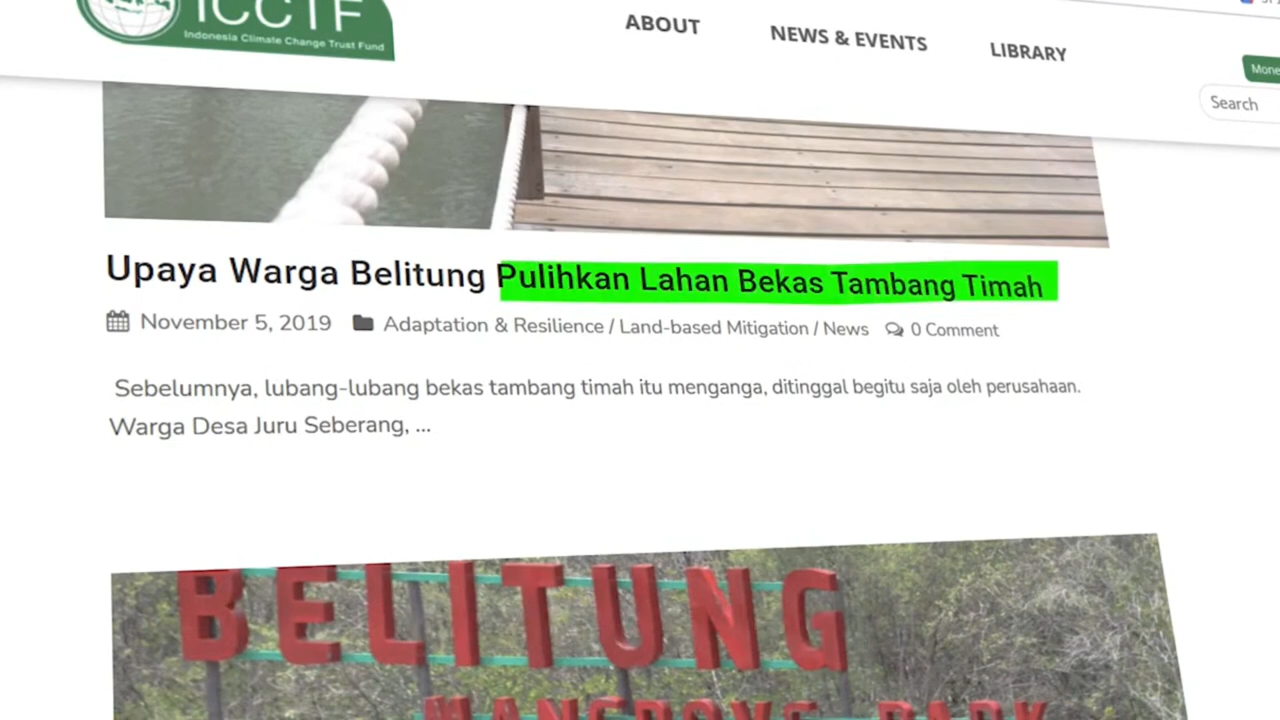 ICCTF
Indonesia Climate Change Trust Fund
ABOUT
NEWS & EVENTS
LIBRARY
Search
Upaya Warga Belitung Pulihkan Lahan Bekas Tambang Timah
November 5, 2019 Adaptation & Resilience / Land-based Mitigation / News 0 Comment
Sebelumnya, lubang-lubang bekas tambang timah itu menganga, ditinggal begitu saja oleh perusahaan.
Warga Desa Juru Seberang, ...
BELITUNG
MANGROVE PARK